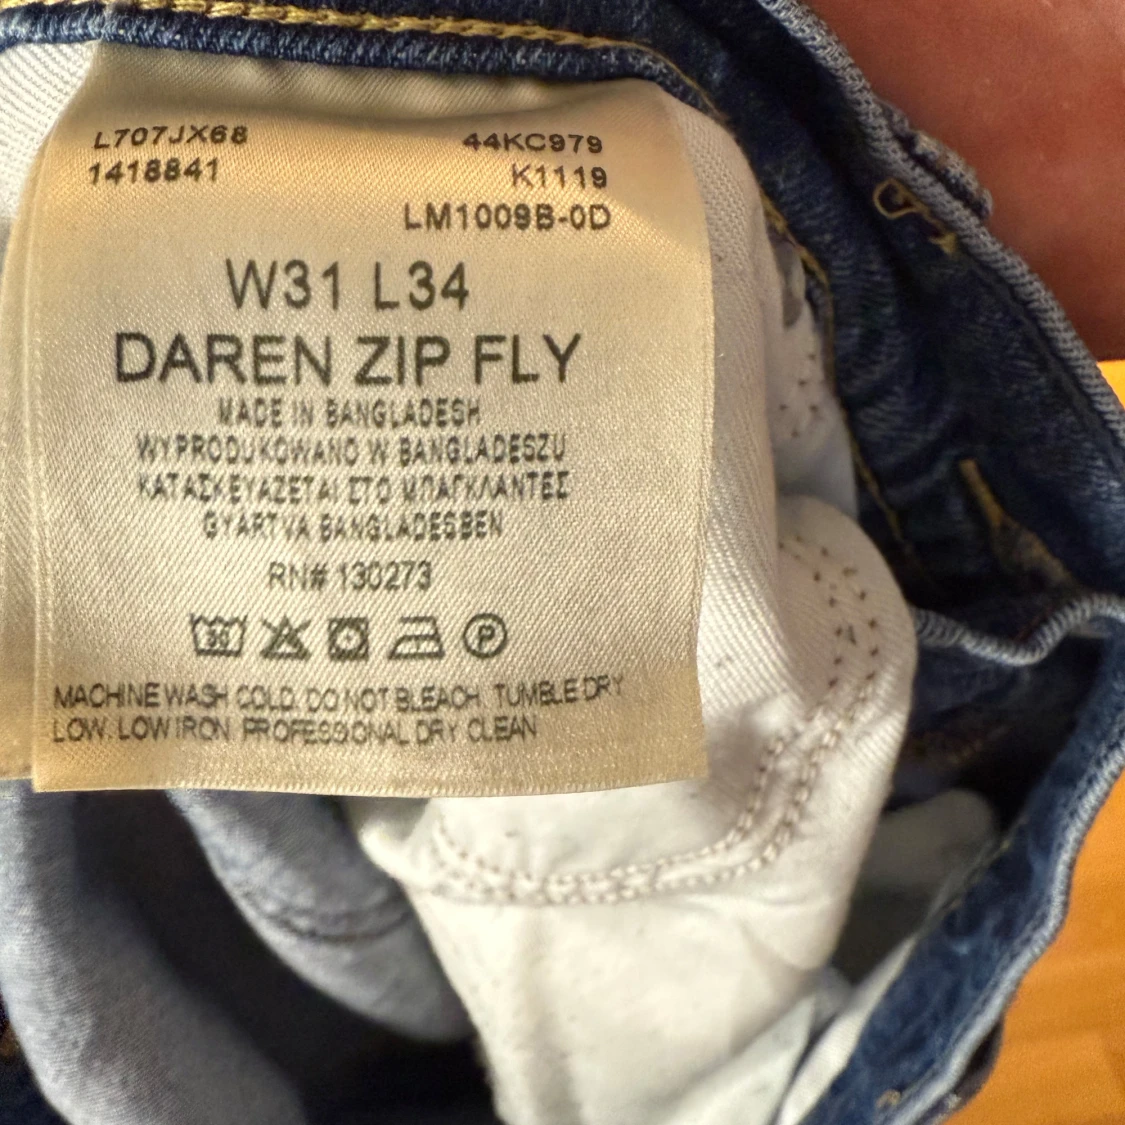 L707JX68 44KC979
1418841 K1119
LM1009B-0D
W31 L34
DAREN ZIP FLY
MADE IN BANGLADESH
WYPRODUKOWANO W BANGLADESZU
ΚΑΤΑΣΚΕΥΑΖΕΤΑΙ ΣΤΟ ΜΠΑΓΚΛΑΝΤΕΣ
GYÁRTVA BANGLADESBEN
RN# 130273
30 P
MACHINE WASH COLD. DO NOT BLEACH. TUMBLE DRY
LOW. LOW IRON. PROFESSIONAL DRY CLEAN